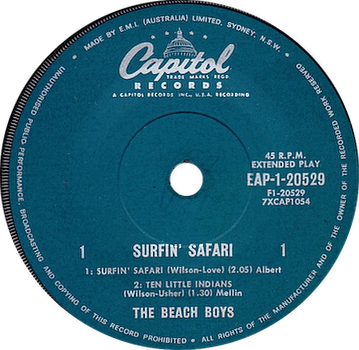 MADE BY E.M.I. (AUSTRALIA) LIMITED, SYDNEY, N.S.W.
Capitol
TRADE MARKS REGD
RECORDS
A CAPITOL RECORDS INC., U.S.A. RECORDING
45 R.P.M.
EXTENDED PLAY
EAP-1-20529
F1-20529
7XCAP1054
1 SURFIN' SAFARI 1
1: SURFIN' SAFARI (Wilson-Love) (2.05) Albert
2: TEN LITTLE INDIANS
(Wilson-Usher) (1.30) Mellin
THE BEACH BOYS
UNAUTHORISED PUBLIC PERFORMANCE, BROADCASTING AND COPYING OF THIS RECORD PROHIBITED • ALL RIGHTS OF THE MANUFACTURER AND OF THE OWNER OF THE RECORDED WORK RESERVED